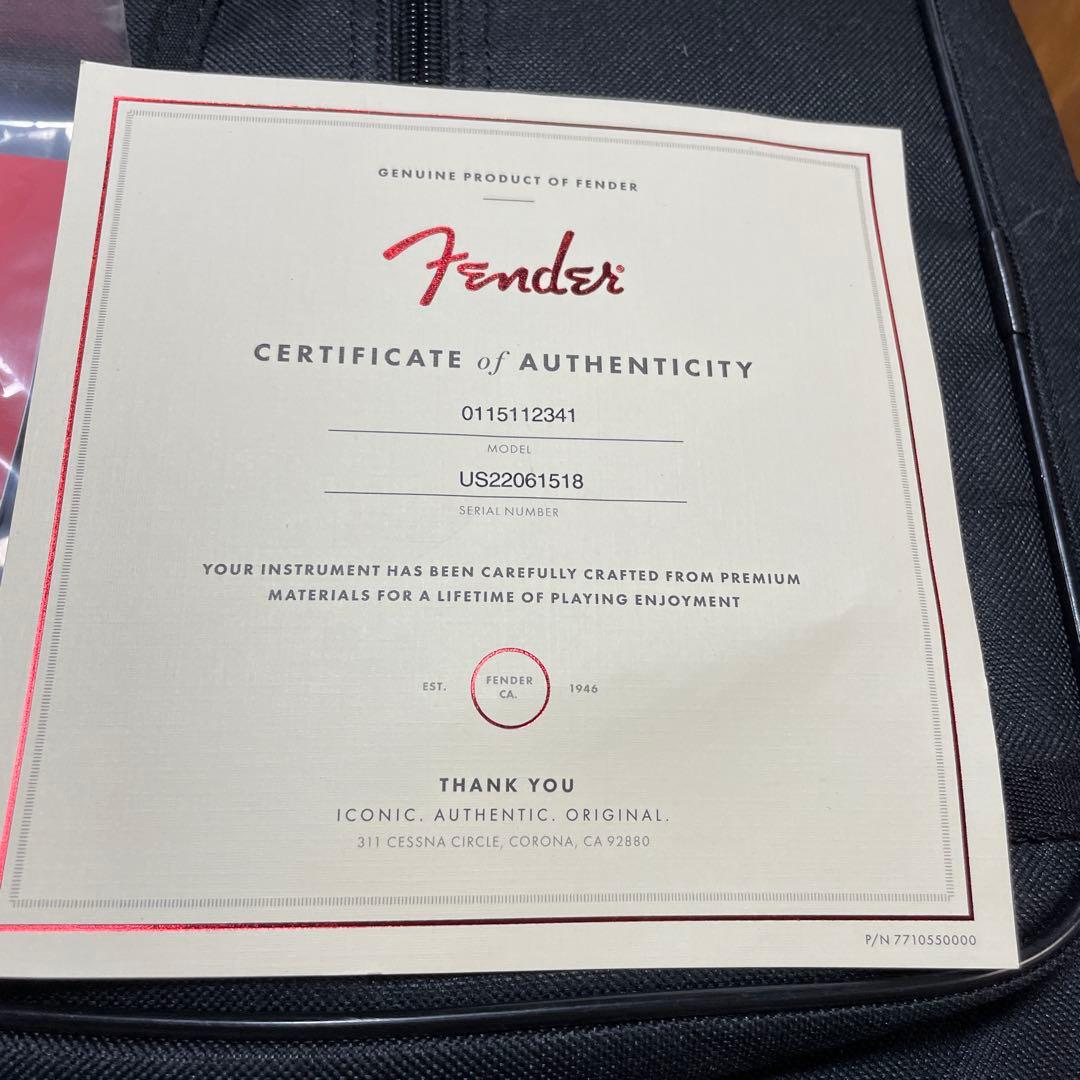 GENUINE PRODUCT OF FENDER
Fender®
CERTIFICATE of AUTHENTICITY
0115112341
MODEL
US22061518
SERIAL NUMBER
YOUR INSTRUMENT HAS BEEN CAREFULLY CRAFTED FROM PREMIUM
MATERIALS FOR A LIFETIME OF PLAYING ENJOYMENT
EST. FENDER CA. 1946
THANK YOU
ICONIC. AUTHENTIC. ORIGINAL.
311 CESSNA CIRCLE, CORONA, CA 92880
P/N 7710550000